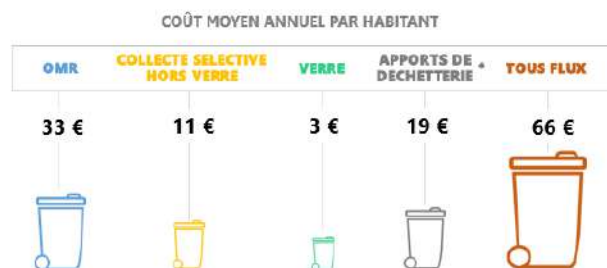 COÛT MOYEN ANNUEL PAR HABITANT
OMR
COLLECTE SELECTIVE
HORS VERRE
VERRE
APPORTS DE *
DECHETTERIE
TOUS FLUX
33 € 11 € 3 € 19 € 66 €